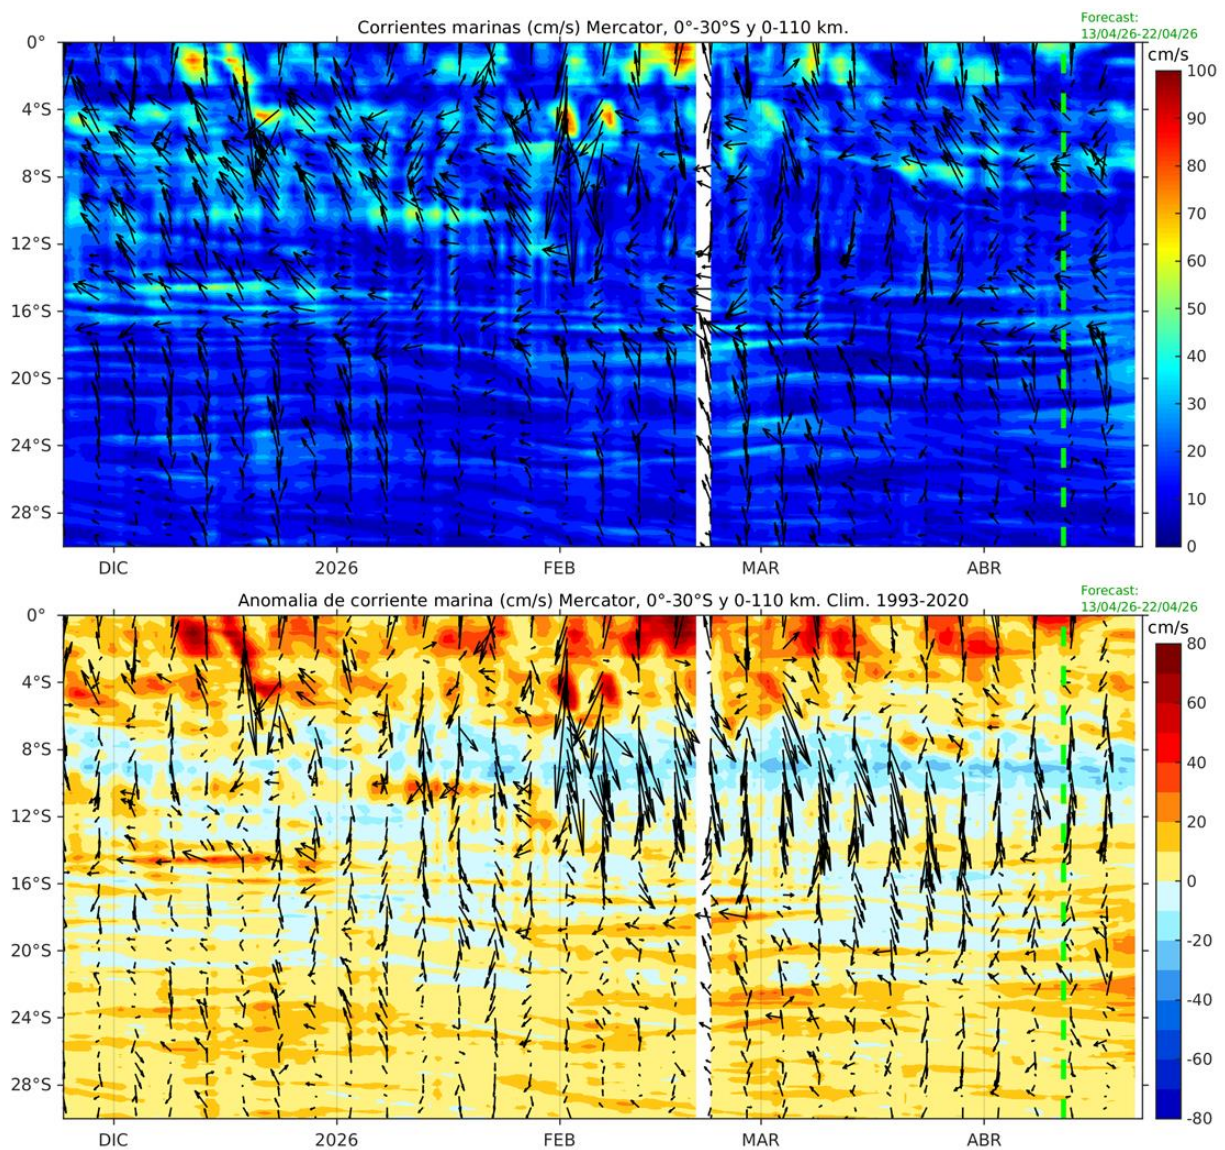 Corrientes marinas (cm/s) Mercator, 0°-30°S y 0-110 km.
Forecast:
13/04/26-22/04/26
cm/s
0°
4°S
8°S
12°S
16°S
20°S
24°S
28°S
100
90
80
70
60
50
40
30
20
10
0
DIC 2026 FEB MAR ABR
Anomalia de corriente marina (cm/s) Mercator, 0°-30°S y 0-110 km. Clim. 1993-2020
Forecast:
13/04/26-22/04/26
cm/s
0°
4°S
8°S
12°S
16°S
20°S
24°S
28°S
80
60
40
20
0
-20
-40
-60
-80
DIC 2026 FEB MAR ABR